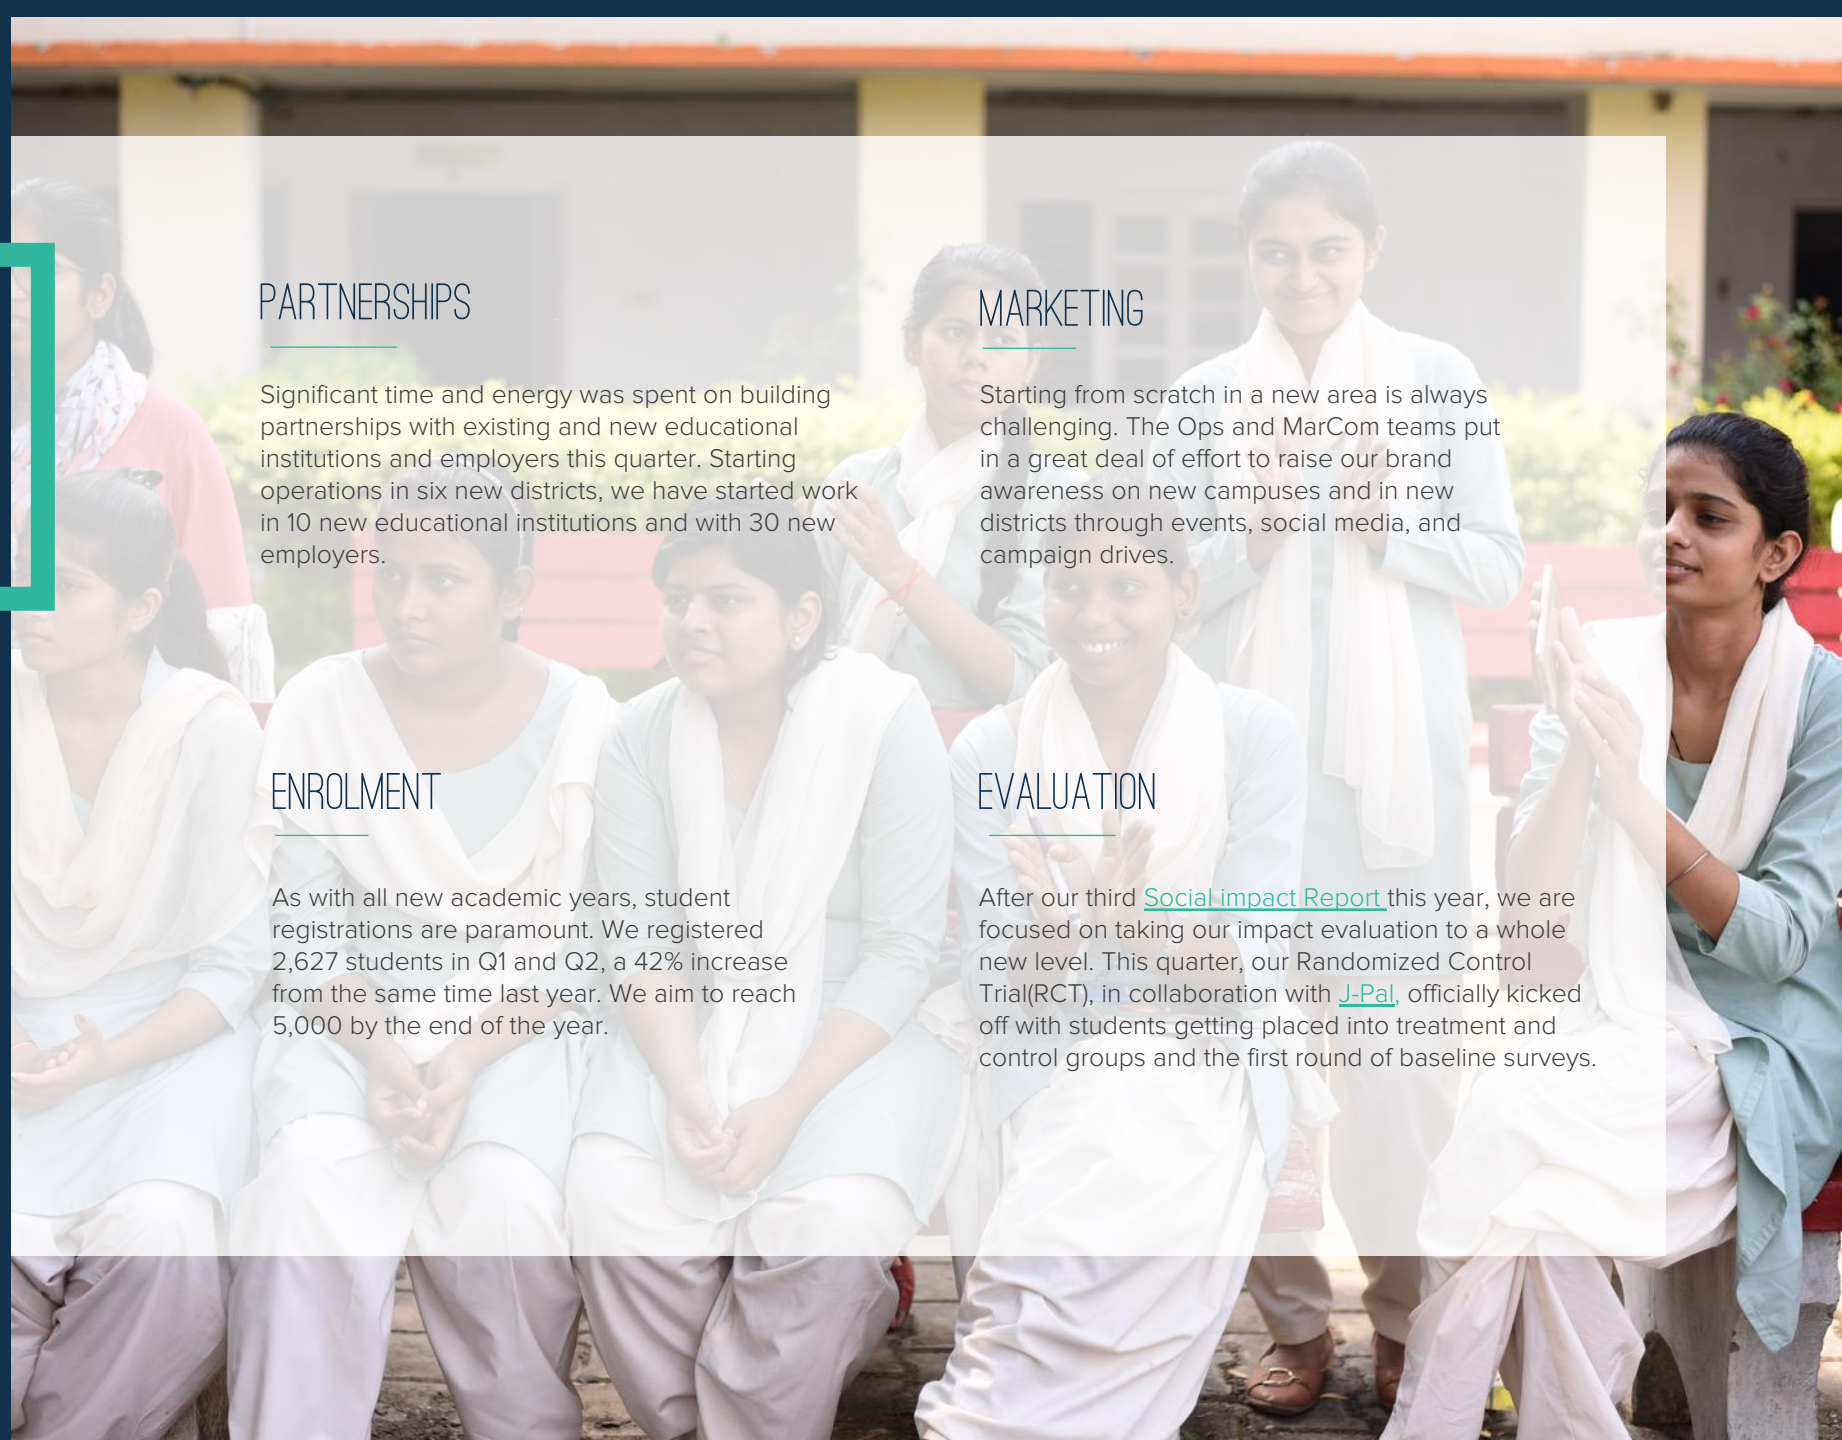 PARTNERSHIPS
Significant time and energy was spent on building
partnerships with existing and new educational
institutions and employers this quarter. Starting
operations in six new districts, we have started work
in 10 new educational institutions and with 30 new
employers.
MARKETING
Starting from scratch in a new area is always
challenging. The Ops and MarCom teams put
in a great deal of effort to raise our brand
awareness on new campuses and in new
districts through events, social media, and
campaign drives.
ENROLMENT
As with all new academic years, student
registrations are paramount. We registered
2,627 students in Q1 and Q2, a 42% increase
from the same time last year. We aim to reach
5,000 by the end of the year.
EVALUATION
After our third Social impact Report this year, we are
focused on taking our impact evaluation to a whole
new level. This quarter, our Randomized Control
Trial(RCT), in collaboration with J-Pal, officially kicked
off with students getting placed into treatment and
control groups and the first round of baseline surveys.